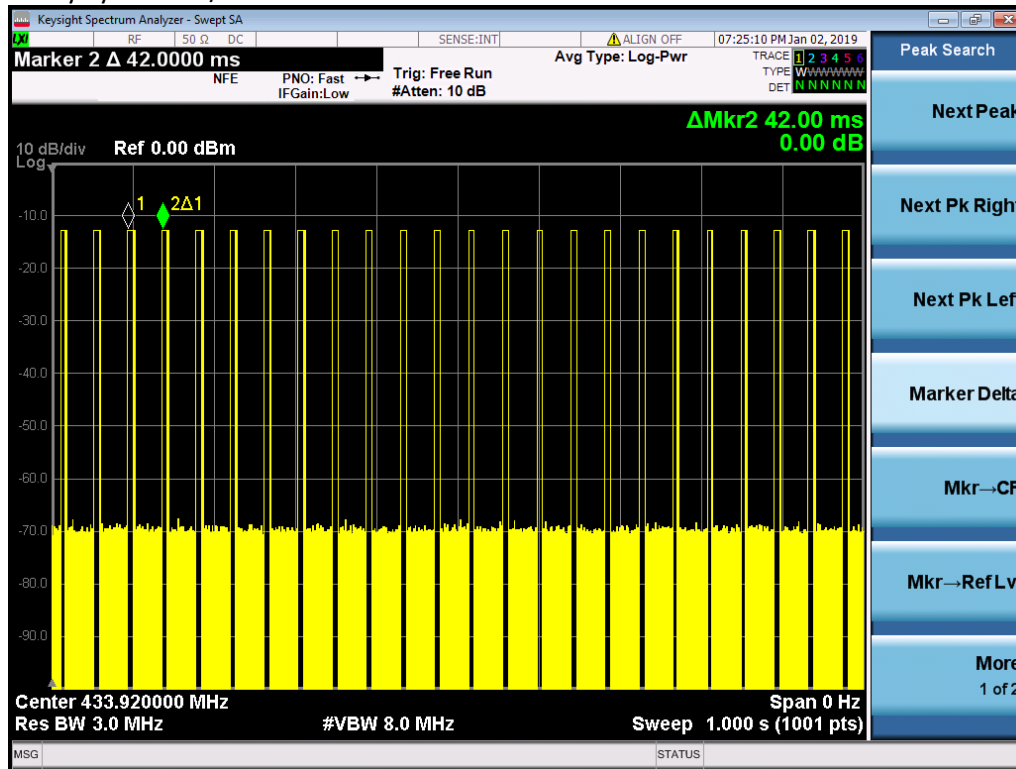 Keysight Spectrum Analyzer - Swept SA
LXI RF 50 Ω DC SENSE:INT ALIGN OFF 07:25:10 PM Jan 02, 2019
Marker 2 Δ 42.0000 ms
NFE
PNO: Fast
IFGain:Low
Trig: Free Run
#Atten: 10 dB
Avg Type: Log-Pwr
TRACE 1 2 3 4 5 6
TYPE WWWWWW
DET N N N N N N
ΔMkr2 42.00 ms
0.00 dB
10 dB/div Ref 0.00 dBm
Log
1 2Δ1
-10.0
-20.0
-30.0
-40.0
-50.0
-60.0
-70.0
-80.0
-90.0
Center 433.920000 MHz Span 0 Hz
Res BW 3.0 MHz #VBW 8.0 MHz Sweep 1.000 s (1001 pts)
MSG STATUS
Peak Search
Next Peak
Next Pk Right
Next Pk Left
Marker Delta
Mkr→CF
Mkr→Ref Lv
More
1 of 2